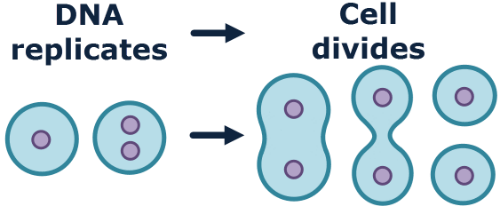 DNA
replicates
Cell
divides